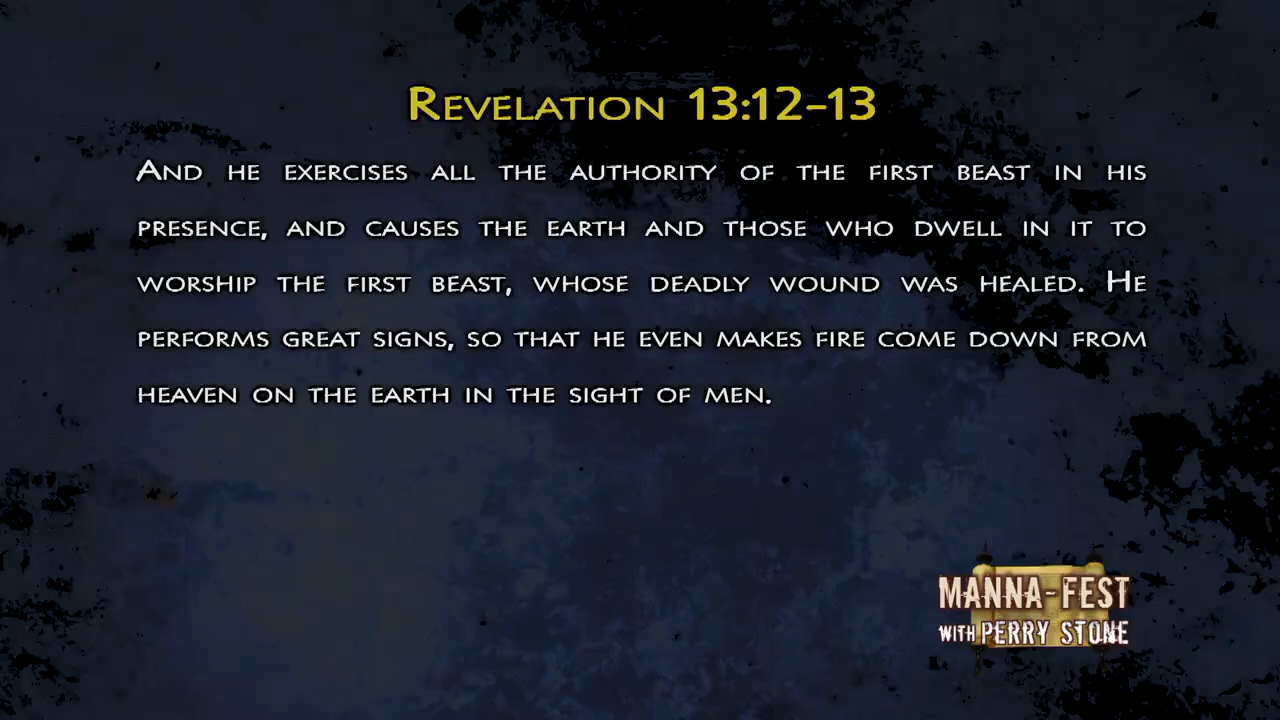 Revelation 13:12-13
And he exercises all the authority of the first beast in his
presence, and causes the earth and those who dwell in it to
worship the first beast, whose deadly wound was healed. He
performs great signs, so that he even makes fire come down from
heaven on the earth in the sight of men.
MANNA-FEST
WITH PERRY STONE